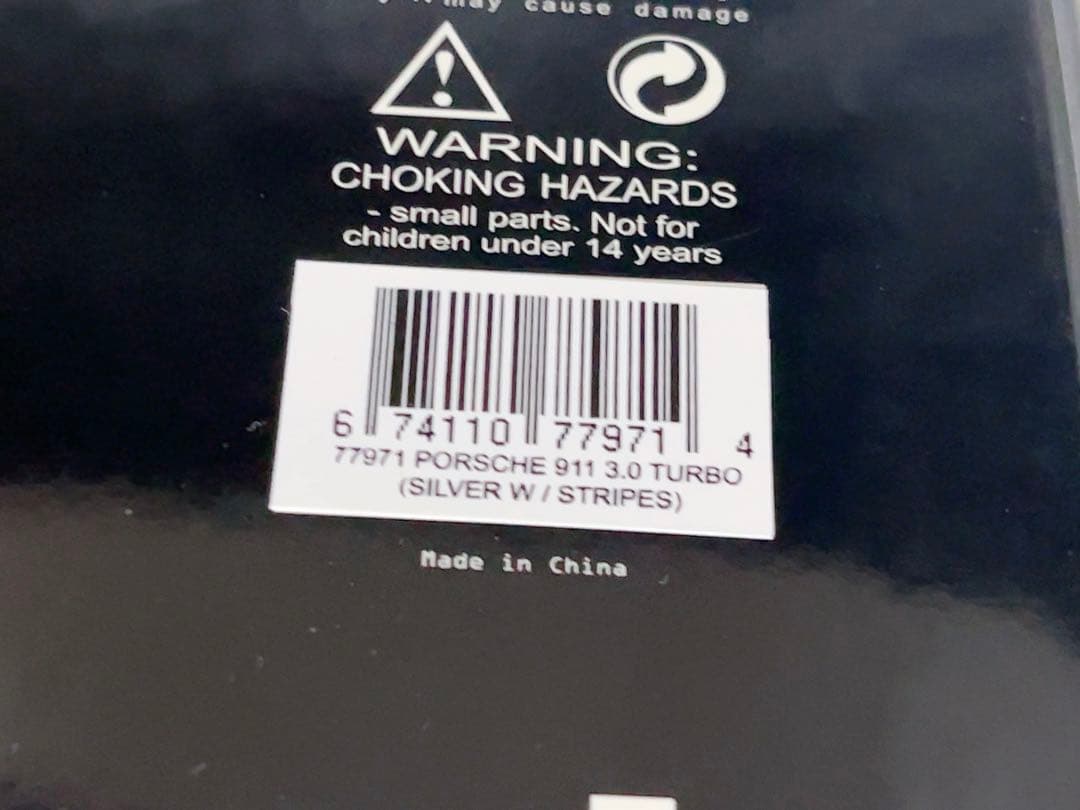 may cause damage
WARNING:
CHOKING HAZARDS
- small parts. Not for
children under 14 years
6 74110 77971 4
77971 PORSCHE 911 3.0 TURBO
(SILVER W / STRIPES)
Made in China